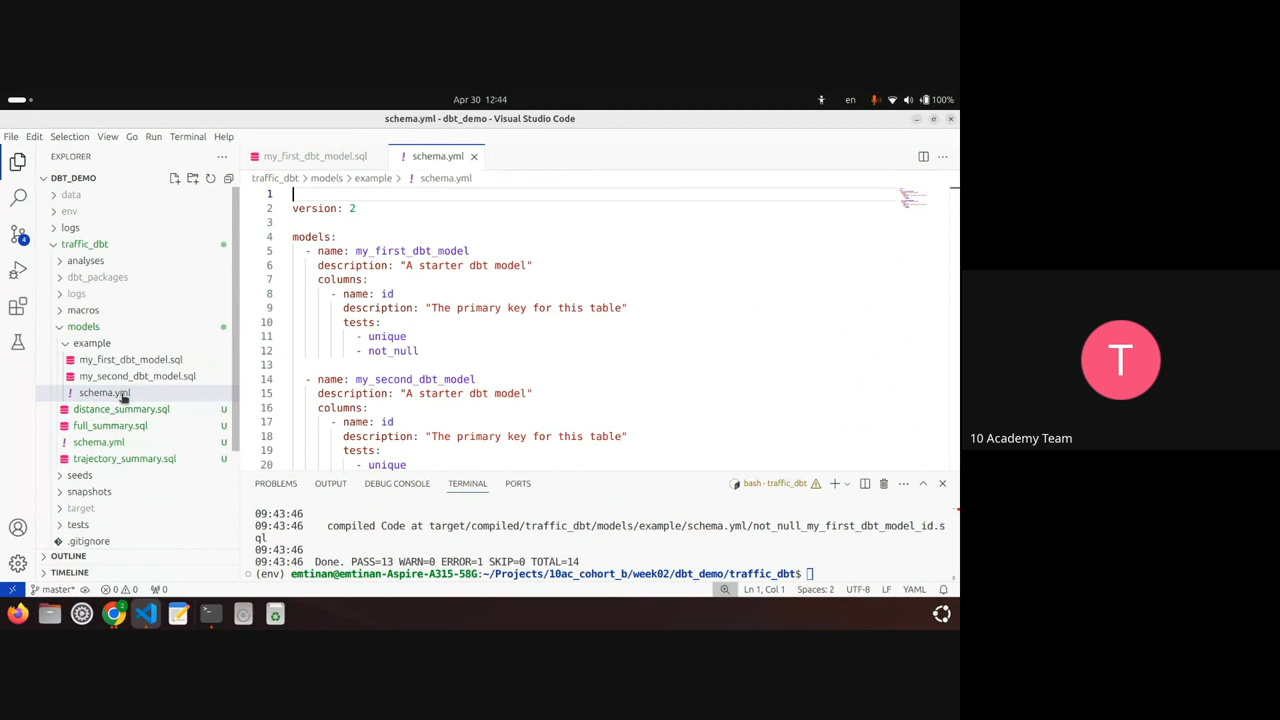 Apr 30 12:44
en
100%
schema.yml - dbt_demo - Visual Studio Code
File Edit Selection View Go Run Terminal Help
EXPLORER
DBT_DEMO
data
env
logs
traffic_dbt
analyses
dbt_packages
logs
macros
models
example
my_first_dbt_model.sql
my_second_dbt_model.sql
schema.yml
distance_summary.sql U
full_summary.sql U
schema.yml U
trajectory_summary.sql U
seeds
snapshots
target
tests
.gitignore
OUTLINE
TIMELINE
4
my_first_dbt_model.sql
schema.yml
traffic_dbt > models > example > schema.yml
1
2 version: 2
3
4 models:
5 - name: my_first_dbt_model
6 description: "A starter dbt model"
7 columns:
8 - name: id
9 description: "The primary key for this table"
10 tests:
11 - unique
12 - not_null
13
14 - name: my_second_dbt_model
15 description: "A starter dbt model"
16 columns:
17 - name: id
18 description: "The primary key for this table"
19 tests:
20 - unique
PROBLEMS OUTPUT DEBUG CONSOLE TERMINAL PORTS
bash - traffic_dbt
09:43:46
09:43:46 compiled Code at target/compiled/traffic_dbt/models/example/schema.yml/not_null_my_first_dbt_model_id.s
ql
09:43:46
09:43:46 Done. PASS=13 WARN=0 ERROR=1 SKIP=0 TOTAL=14
(env) emtinan@emtinan-Aspire-A315-58G:~/Projects/10ac_cohort_b/week02/dbt_demo/traffic_dbt$
master* 0 0 0
Ln 1, Col 1 Spaces: 2 UTF-8 LF YAML
2
T
10 Academy Team